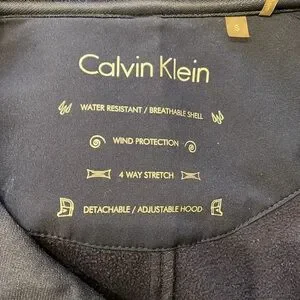 S
Calvin Klein
WATER RESISTANT / BREATHABLE SHELL
WIND PROTECTION
4 WAY STRETCH
DETACHABLE / ADJUSTABLE HOOD